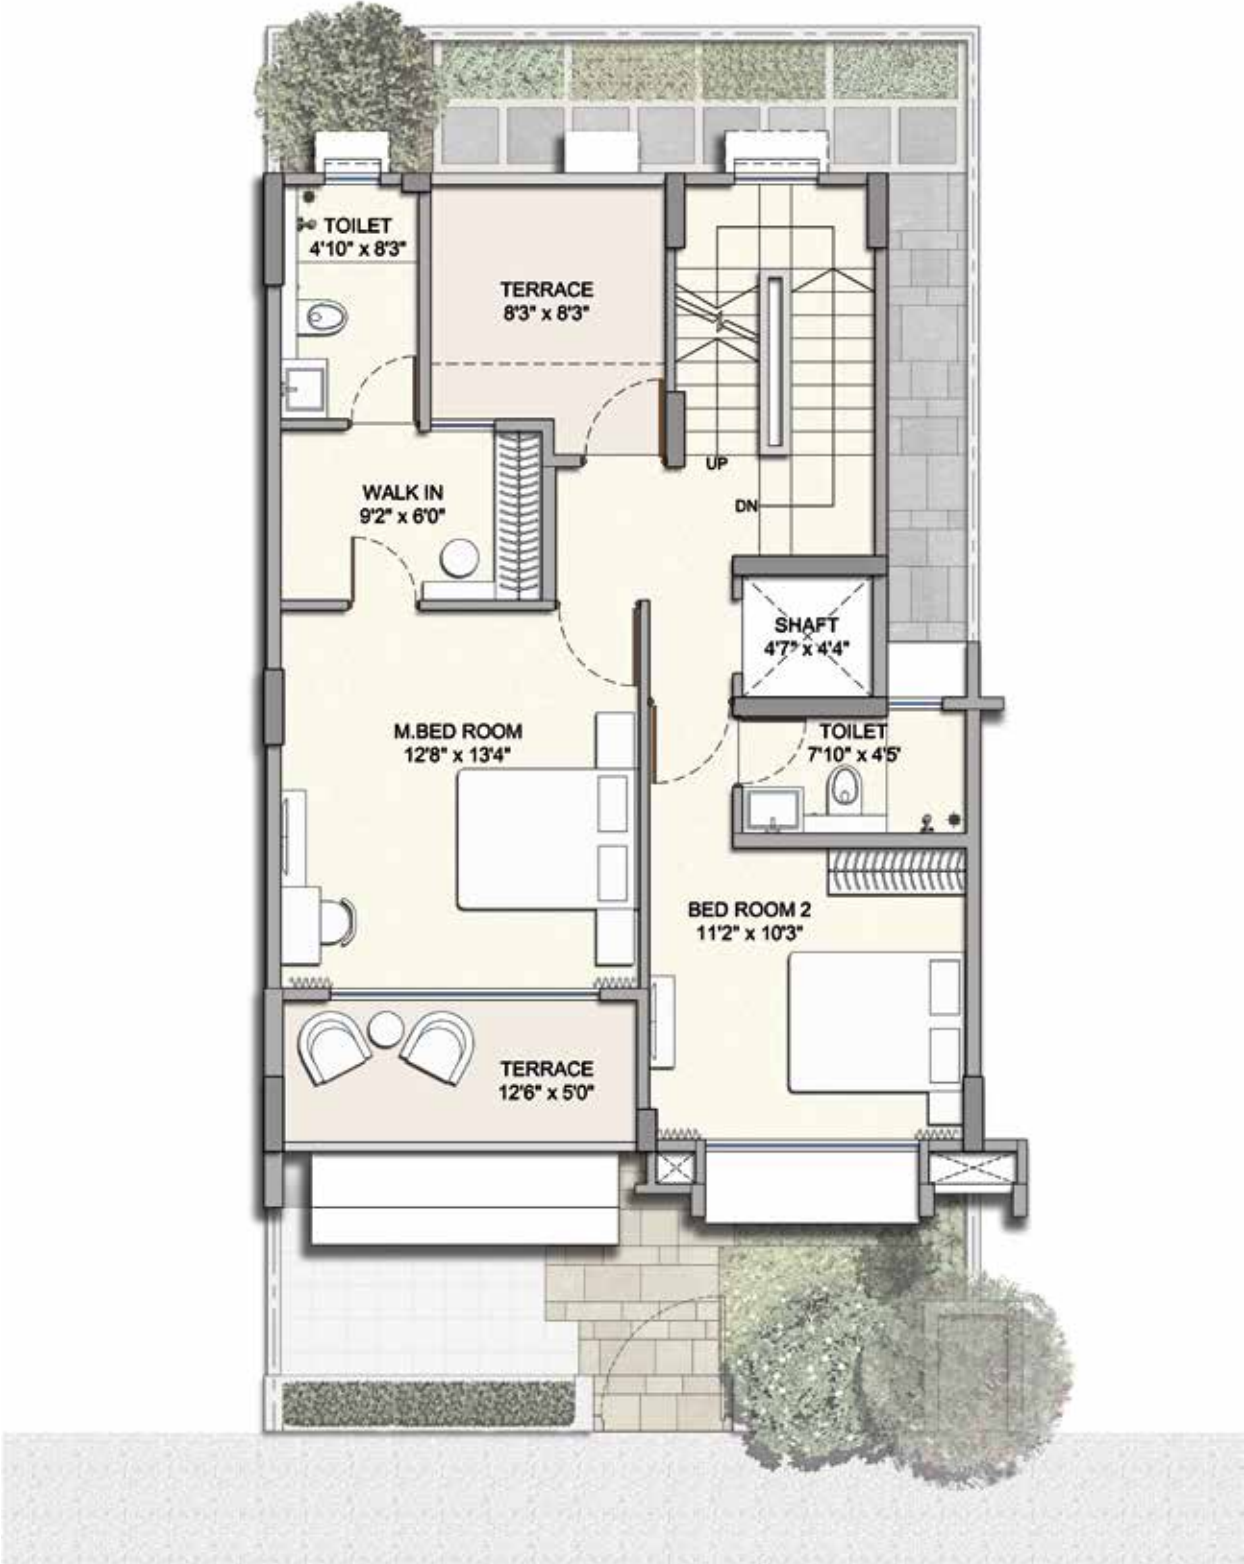 TOILET
4'10" x 8'3"
TERRACE
8'3" x 8'3"
UP
DN
WALK IN
9'2" x 6'0"
SHAFT
4'7" x 4'4"
M.BED ROOM
12'8" x 13'4"
TOILET
7'10" x 4'5'
BED ROOM 2
11'2" x 10'3"
TERRACE
12'6" x 5'0"